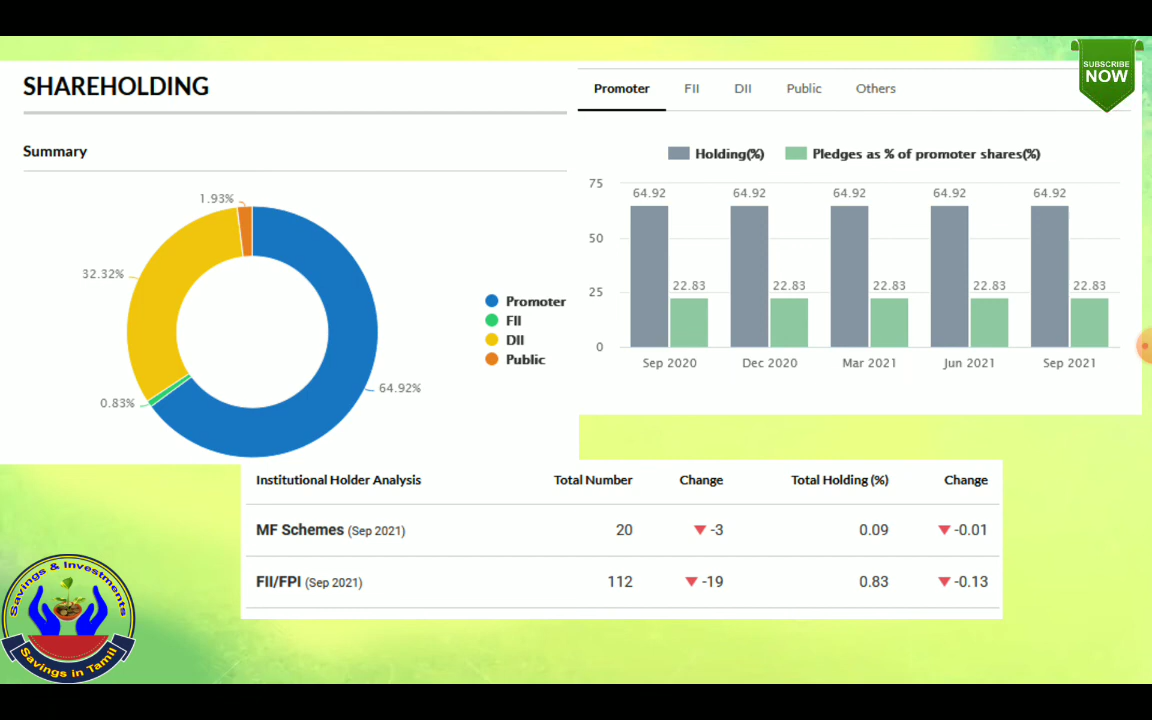 SHAREHOLDING
Summary
1.93%
32.32%
0.83%
64.92%
Promoter
FII
DII
Public
Promoter FII DII Public Others
Holding(%) Pledges as % of promoter shares(%)
75
50
25
0
64.92 64.92 64.92 64.92 64.92
22.83 22.83 22.83 22.83 22.83
Sep 2020 Dec 2020 Mar 2021 Jun 2021 Sep 2021
SUBSCRIBE
NOW
Institutional Holder Analysis Total Number Change Total Holding (%) Change
MF Schemes (Sep 2021) 20 ▼ -3 0.09 ▼ -0.01
FII/FPI (Sep 2021) 112 ▼ -19 0.83 ▼ -0.13
Savings & Investments
Savings in Tamil